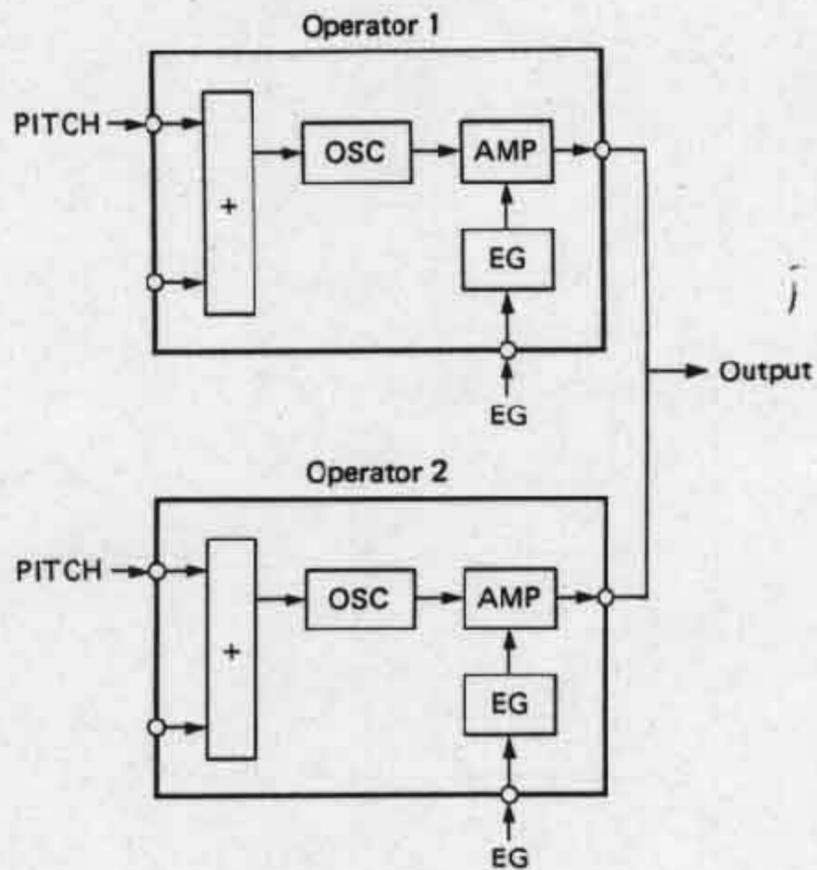 Operator 1
PITCH
+
OSC
AMP
EG
EG
Output
Operator 2
PITCH
+
OSC
AMP
EG
EG